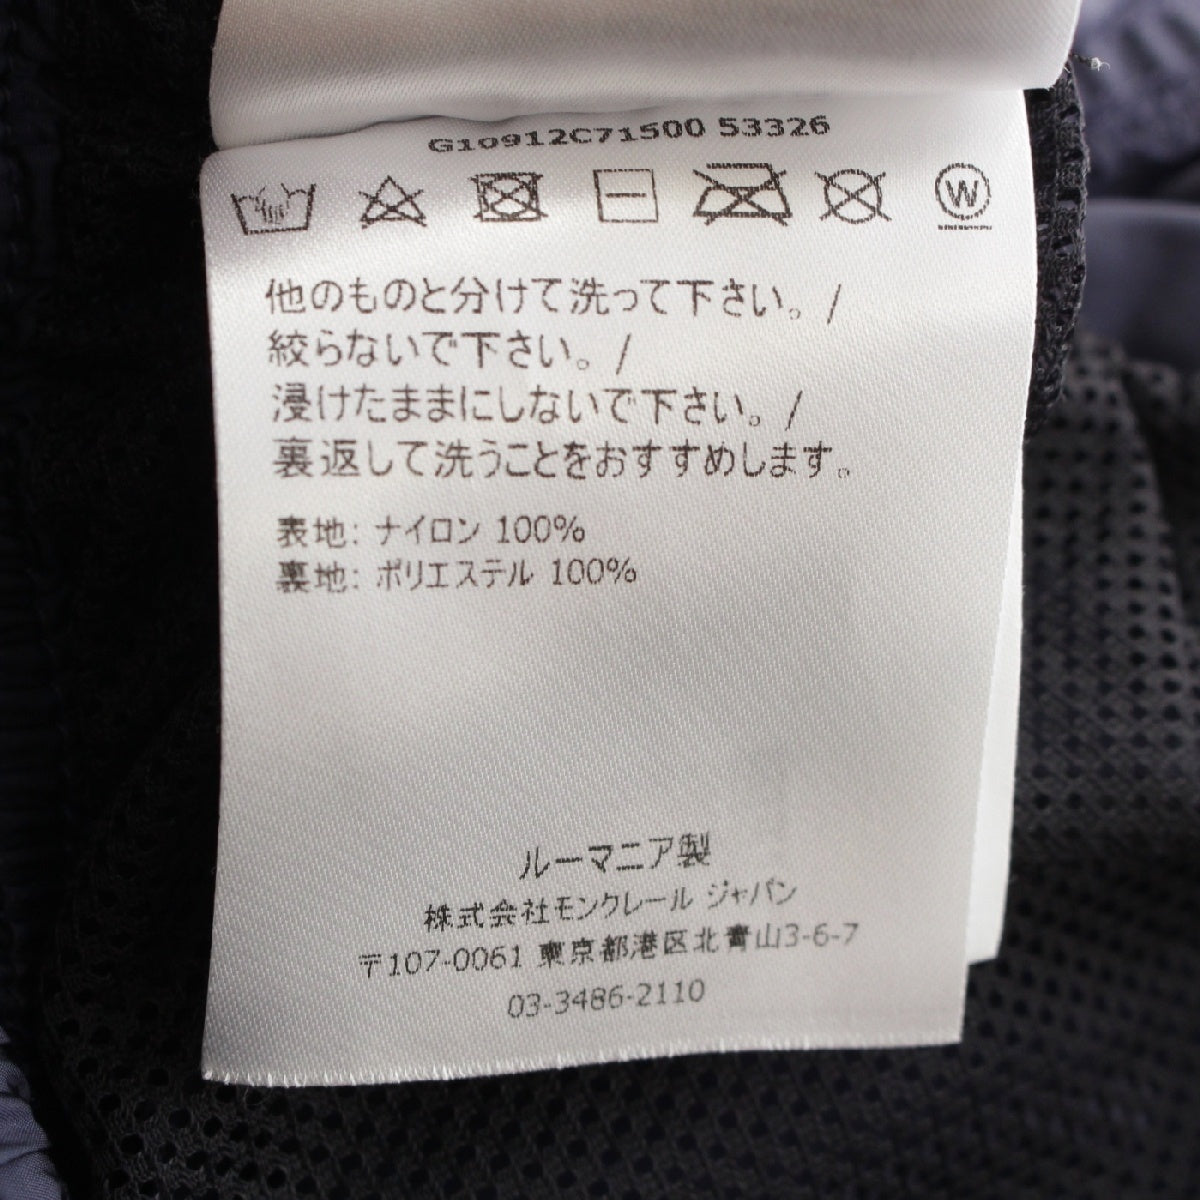 G10912C71500 53326
W
他のものと分けて洗って下さい。/
絞らないで下さい。/
浸けたままにしないで下さい。/
裏返して洗うことをおすすめします。
表地: ナイロン 100%
裏地: ポリエステル 100%
ルーマニア製
株式会社モンクレール ジャパン
〒107-0061 東京都港区北青山3-6-7
03-3486-2110